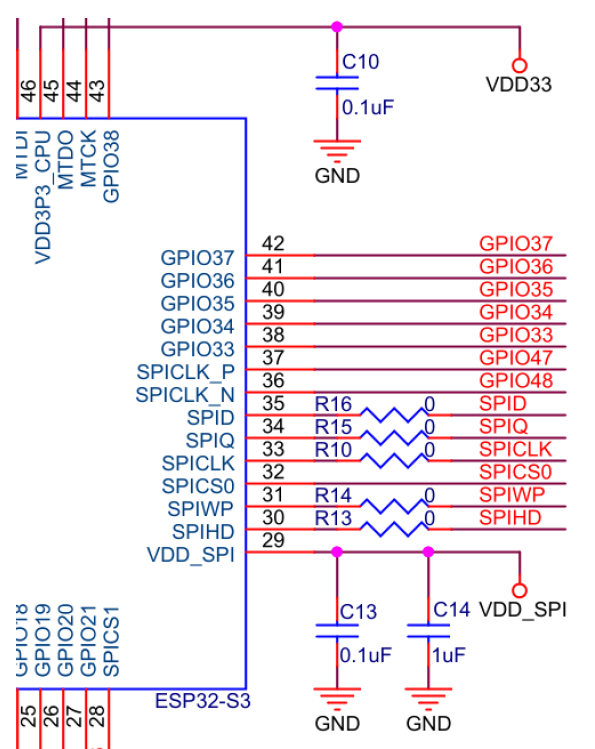 C10
0.1uF
GND
VDD33
46
45
44
43
MTDI
VDD3P3_CPU
MTDO
MTCK
GPIO38
GPIO37 42 GPIO37
GPIO36 41 GPIO36
GPIO35 40 GPIO35
GPIO34 39 GPIO34
GPIO33 38 GPIO33
SPICLK_P 37 GPIO47
SPICLK_N 36 GPIO48
SPID 35 R16 0 SPID
SPIQ 34 R15 0 SPIQ
SPICLK 33 R10 0 SPICLK
SPICS0 32 SPICS0
SPIWP 31 R14 0 SPIWP
SPIHD 30 R13 0 SPIHD
VDD_SPI 29
C13
0.1uF
GND
C14
1uF
GND
VDD_SPI
GPIO18
GPIO19
GPIO20
GPIO21
SPICS1
ESP32-S3
25
26
27
28